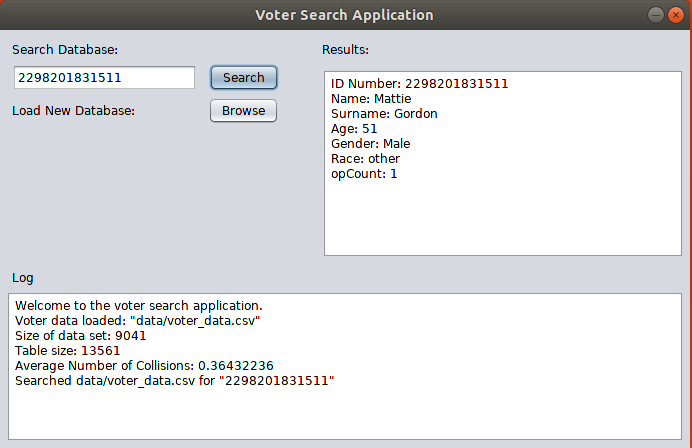 Voter Search Application
Search Database:
2298201831511
Search
Load New Database:
Browse
Results:
ID Number: 2298201831511
Name: Mattie
Surname: Gordon
Age: 51
Gender: Male
Race: other
opCount: 1
Log
Welcome to the voter search application.
Voter data loaded: "data/voter_data.csv"
Size of data set: 9041
Table size: 13561
Average Number of Collisions: 0.36432236
Searched data/voter_data.csv for "2298201831511"